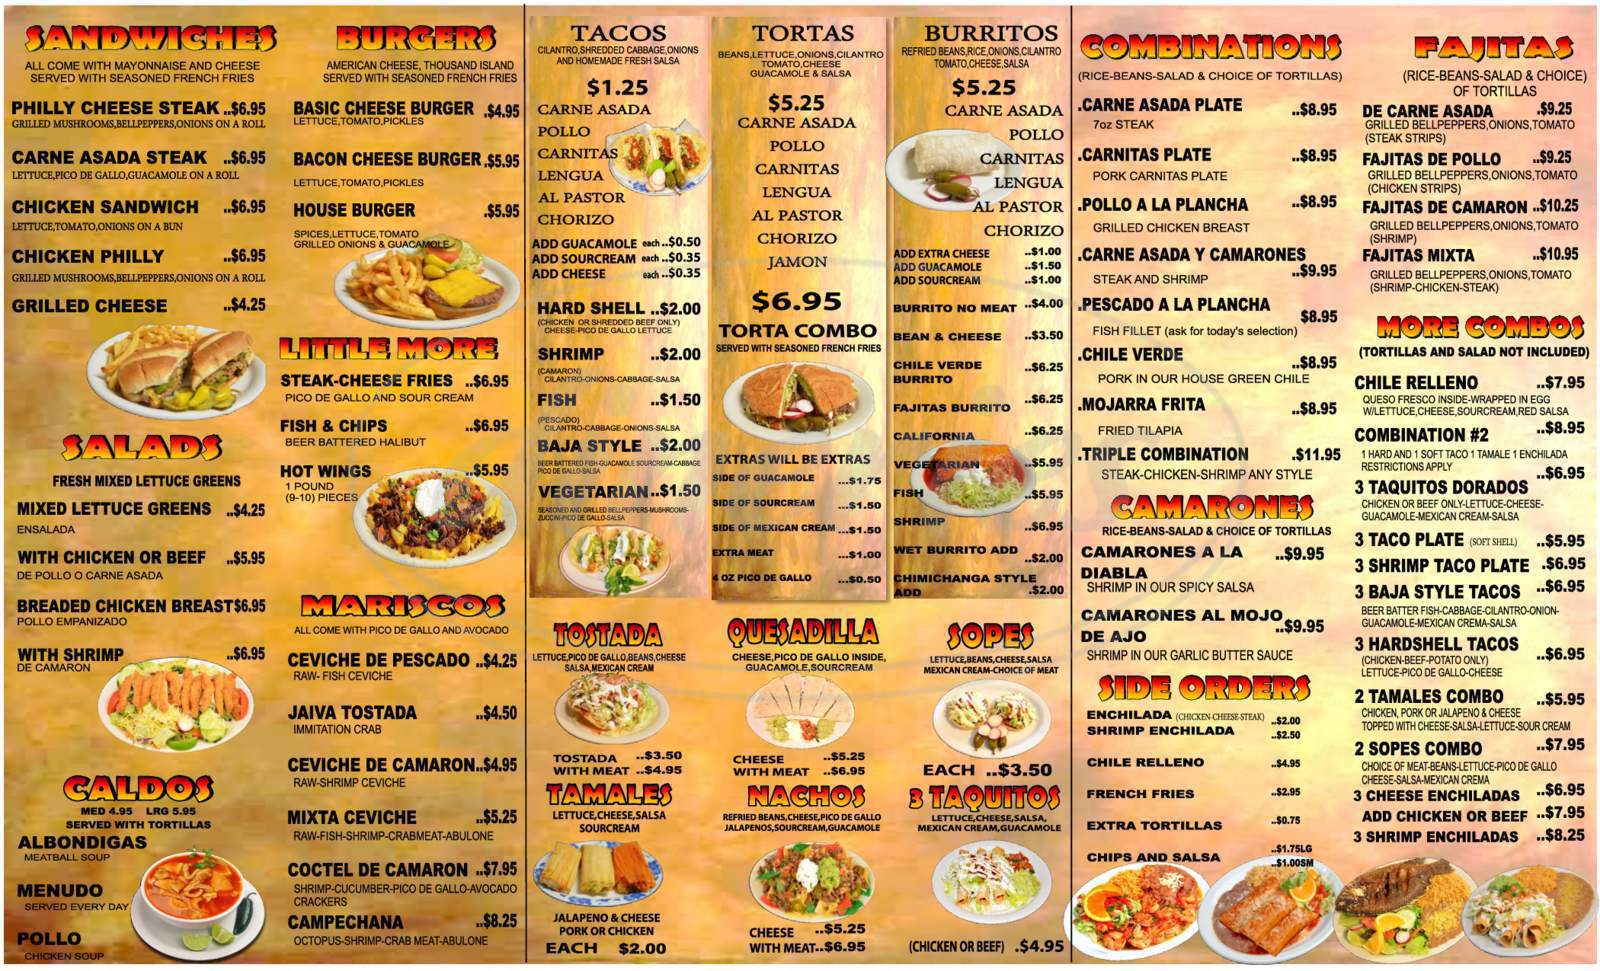 SANDWICHES
ALL COME WITH MAYONNAISE AND CHEESE
SERVED WITH SEASONED FRENCH FRIES
PHILLY CHEESE STEAK ..$6.95
GRILLED MUSHROOMS,BELLPEPPERS,ONIONS ON A ROLL
CARNE ASADA STEAK ..$6.95
LETTUCE,PICO DE GALLO,GUACAMOLE ON A ROLL
CHICKEN SANDWICH ..$6.95
LETTUCE,TOMATO,ONIONS ON A BUN
CHICKEN PHILLY ..$6.95
GRILLED MUSHROOMS,BELLPEPPERS,ONIONS ON A ROLL
GRILLED CHEESE ..$4.25
SALADS
FRESH MIXED LETTUCE GREENS
MIXED LETTUCE GREENS ..$4.25
ENSALADA
WITH CHICKEN OR BEEF ..$5.95
DE POLLO O CARNE ASADA
BREADED CHICKEN BREAST$6.95
POLLO EMPANIZADO
WITH SHRIMP ..$6.95
DE CAMARON
CALDOS
MED 4.95 LRG 5.95
SERVED WITH TORTILLAS
ALBONDIGAS
MEATBALL SOUP
MENUDO
SERVED EVERY DAY
POLLO
CHICKEN SOUP
BURGERS
AMERICAN CHEESE, THOUSAND ISLAND
SERVED WITH SEASONED FRENCH FRIES
BASIC CHEESE BURGER .$4.95
LETTUCE,TOMATO,PICKLES
BACON CHEESE BURGER.$5.95
LETTUCE,TOMATO,PICKLES
HOUSE BURGER .$5.95
SPICES,LETTUCE,TOMATO
GRILLED ONIONS & GUACAMOLE
LITTLE MORE
STEAK-CHEESE FRIES ..$6.95
PICO DE GALLO AND SOUR CREAM
FISH & CHIPS ..$6.95
BEER BATTERED HALIBUT
HOT WINGS ..$5.95
1 POUND
(9-10) PIECES
MARISCOS
ALL COME WITH PICO DE GALLO AND AVOCADO
CEVICHE DE PESCADO ..$4.25
RAW- FISH CEVICHE
JAIVA TOSTADA ..$4.50
IMMITATION CRAB
CEVICHE DE CAMARON..$4.95
RAW-SHRIMP CEVICHE
MIXTA CEVICHE ..$5.25
RAW-FISH-SHRIMP-CRABMEAT-ABULONE
COCTEL DE CAMARON ..$7.95
SHRIMP-CUCUMBER-PICO DE GALLO-AVOCADO
CRACKERS
CAMPECHANA ..$8.25
OCTOPUS-SHRIMP-CRAB MEAT-ABULONE
TACOS
CILANTRO,SHREDDED CABBAGE,ONIONS
AND HOMEMADE FRESH SALSA
$1.25
CARNE ASADA
POLLO
CARNITAS
LENGUA
AL PASTOR
CHORIZO
ADD GUACAMOLE each ..$0.50
ADD SOURCREAM each ..$0.35
ADD CHEESE each ..$0.35
HARD SHELL ..$2.00
(CHICKEN OR SHREDDED BEEF ONLY)
CHEESE-PICO DE GALLO LETTUCE
SHRIMP ..$2.00
(CAMARON)
CILANTRO-ONIONS-CABBAGE-SALSA
FISH ..$1.50
(PESCADO)
CILANTRO-CABBAGE-ONIONS-SALSA
BAJA STYLE ..$2.00
BEER BATTERED FISH-GUACAMOLE SOURCREAM-CABBAGE
PICO DE GALLO-SALSA
VEGETARIAN..$1.50
SEASONED AND GRILLED BELLPEPPERS-MUSHROOMS-
ZUCCINI-PICO DE GALLO-SALSA
TORTAS
BEANS,LETTUCE,ONIONS,CILANTRO
TOMATO,CHEESE
GUACAMOLE & SALSA
$5.25
CARNE ASADA
POLLO
CARNITAS
LENGUA
AL PASTOR
CHORIZO
JAMON
$6.95
TORTA COMBO
SERVED WITH SEASONED FRENCH FRIES
EXTRAS WILL BE EXTRAS
SIDE OF GUACAMOLE ...$1.75
SIDE OF SOURCREAM ...$1.50
SIDE OF MEXICAN CREAM ...$1.50
EXTRA MEAT ...$1.00
4 OZ PICO DE GALLO ...$0.50
BURRITOS
REFRIED BEANS,RICE,ONIONS,CILANTRO
TOMATO,CHEESE,SALSA
$5.25
CARNE ASADA
POLLO
CARNITAS
LENGUA
AL PASTOR
CHORIZO
ADD EXTRA CHEESE ..$1.00
ADD GUACAMOLE ..$1.50
ADD SOURCREAM ..$1.00
BURRITO NO MEAT ..$4.00
BEAN & CHEESE ..$3.50
CHILE VERDE
BURRITO ..$6.25
FAJITAS BURRITO ..$6.25
CALIFORNIA ..$6.25
VEGETARIAN ..$5.95
FISH ..$5.95
SHRIMP ..$6.95
WET BURRITO ADD ..$2.00
CHIMICHANGA STYLE
ADD .$2.00
TOSTADA
LETTUCE,PICO DE GALLO,BEANS,CHEESE
SALSA,MEXICAN CREAM
TOSTADA ..$3.50
WITH MEAT ..$4.95
QUESADILLA
CHEESE,PICO DE GALLO INSIDE,
GUACAMOLE,SOURCREAM
CHEESE ..$5.25
WITH MEAT ..$6.95
SOPES
LETTUCE,BEANS,CHEESE,SALSA
MEXICAN CREAM-CHOICE OF MEAT
EACH ..$3.50
TAMALES
LETTUCE,CHEESE,SALSA
SOURCREAM
JALAPENO & CHEESE
PORK OR CHICKEN
EACH $2.00
NACHOS
REFRIED BEANS,CHEESE,PICO DE GALLO
JALAPENOS,SOURCREAM,GUACAMOLE
CHEESE ..$5.25
WITH MEAT..$6.95
3 TAQUITOS
LETTUCE,CHEESE,SALSA,
MEXICAN CREAM,GUACAMOLE
(CHICKEN OR BEEF) .$4.95
COMBINATIONS
(RICE-BEANS-SALAD & CHOICE OF TORTILLAS)
.CARNE ASADA PLATE ..$8.95
7oz STEAK
.CARNITAS PLATE ..$8.95
PORK CARNITAS PLATE
.POLLO A LA PLANCHA ..$8.95
GRILLED CHICKEN BREAST
.CARNE ASADA Y CAMARONES
STEAK AND SHRIMP ..$9.95
.PESCADO A LA PLANCHA
$8.95
FISH FILLET (ask for today's selection)
.CHILE VERDE ..$8.95
PORK IN OUR HOUSE GREEN CHILE
.MOJARRA FRITA ..$8.95
FRIED TILAPIA
.TRIPLE COMBINATION ..$11.95
STEAK-CHICKEN-SHRIMP ANY STYLE
CAMARONES
RICE-BEANS-SALAD & CHOICE OF TORTILLAS
CAMARONES A LA
DIABLA ..$9.95
SHRIMP IN OUR SPICY SALSA
CAMARONES AL MOJO
DE AJO ..$9.95
SHRIMP IN OUR GARLIC BUTTER SAUCE
SIDE ORDERS
ENCHILADA (CHICKEN-CHEESE-STEAK) ..$2.00
SHRIMP ENCHILADA ..$2.50
CHILE RELLENO ..$4.95
FRENCH FRIES ..$2.95
EXTRA TORTILLAS ..$0.75
CHIPS AND SALSA ..$1.75LG
..$1.00SM
FAJITAS
(RICE-BEANS-SALAD & CHOICE)
OF TORTILLAS
DE CARNE ASADA ..$9.25
GRILLED BELLPEPPERS,ONIONS,TOMATO
(STEAK STRIPS)
FAJITAS DE POLLO ..$9.25
GRILLED BELLPEPPERS,ONIONS,TOMATO
(CHICKEN STRIPS)
FAJITAS DE CAMARON ..$10.25
GRILLED BELLPEPPERS,ONIONS,TOMATO
(SHRIMP)
FAJITAS MIXTA ..$10.95
GRILLED BELLPEPPERS,ONIONS,TOMATO
(SHRIMP-CHICKEN-STEAK)
MORE COMBOS
(TORTILLAS AND SALAD NOT INCLUDED)
CHILE RELLENO ..$7.95
QUESO FRESCO INSIDE-WRAPPED IN EGG
W/LETTUCE,CHEESE,SOURCREAM,RED SALSA
COMBINATION #2 ..$8.95
1 HARD AND 1 SOFT TACO 1 TAMALE 1 ENCHILADA
RESTRICTIONS APPLY
3 TAQUITOS DORADOS ..$6.95
CHICKEN OR BEEF ONLY-LETTUCE-CHEESE-
GUACAMOLE-MEXICAN CREAM-SALSA
3 TACO PLATE (SOFT SHELL) ..$5.95
3 SHRIMP TACO PLATE .$6.95
3 BAJA STYLE TACOS ..$6.95
BEER BATTER FISH-CABBAGE-CILANTRO-ONION-
GUACAMOLE-MEXICAN CREMA-SALSA
3 HARDSHELL TACOS
(CHICKEN-BEEF-POTATO ONLY) ..$6.95
LETTUCE-PICO DE GALLO-CHEESE
2 TAMALES COMBO ..$5.95
CHICKEN, PORK OR JALAPENO & CHEESE
TOPPED WITH CHEESE-SALSA-LETTUCE-SOUR CREAM
2 SOPES COMBO ..$7.95
CHOICE OF MEAT-BEANS-LETTUCE-PICO DE GALLO
CHEESE-SALSA-MEXICAN CREMA
3 CHEESE ENCHILADAS ..$6.95
ADD CHICKEN OR BEEF ..$7.95
3 SHRIMP ENCHILADAS ..$8.25